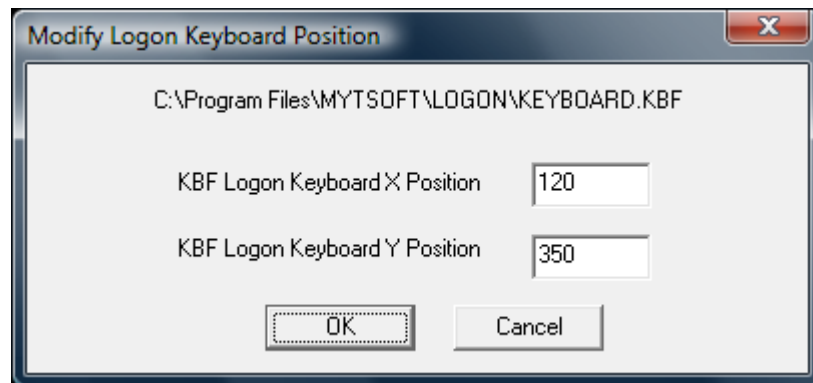 Modify Logon Keyboard Position
C:\Program Files\MYTSOFT\LOGON\KEYBOARD.KBF
KBF Logon Keyboard X Position 120
KBF Logon Keyboard Y Position 350
OK Cancel